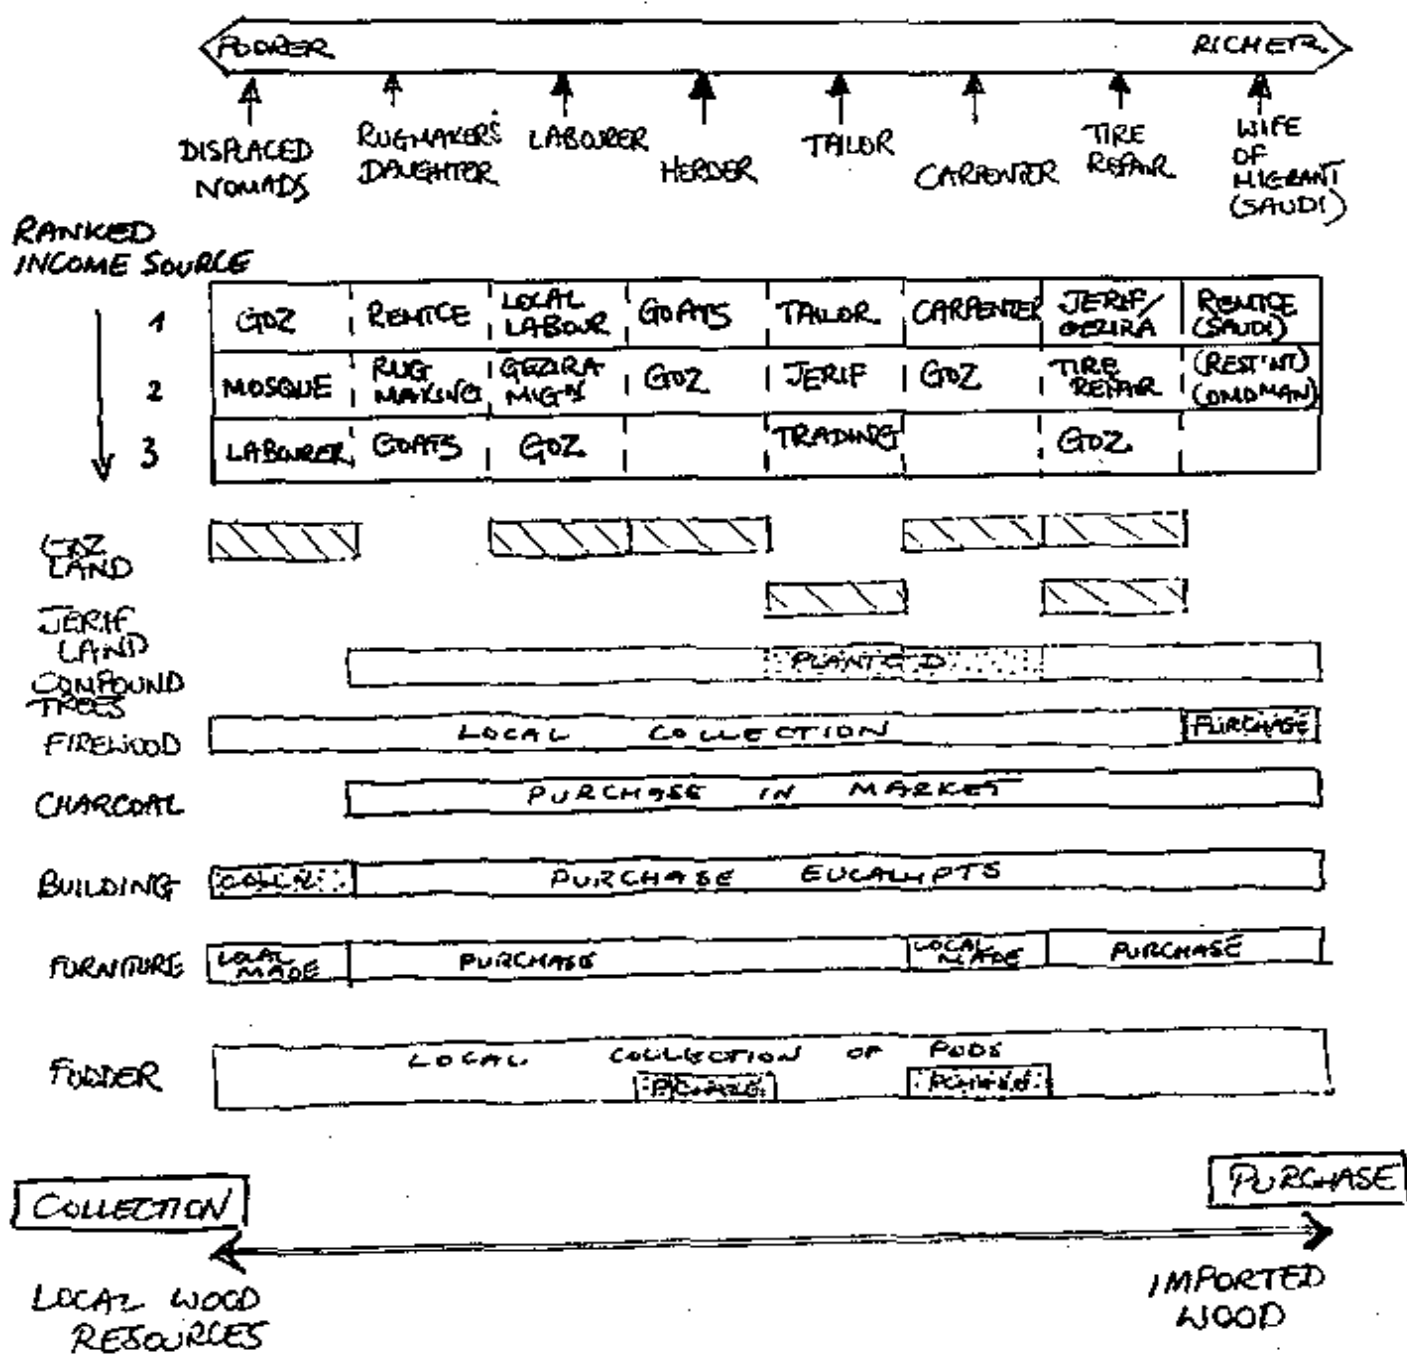 POORER RICHER
DISPLACED NOMADS
RUGMAKER'S DAUGHTER
LABOURER
HERDER
TAILOR
CARPENTER
TIRE REPAIR
WIFE OF MIGRANT (SAUDI)
RANKED
INCOME SOURCE
1 GOZ REMTCE LOCAL LABOUR GOATS TAILOR CARPENTER JERIF/GEZIRA REMTCE (SAUDI)
2 MOSQUE RUG MAKING GEZIRA MIG'N GOZ JERIF GOZ TIRE REPAIR (REST'NT) (OMDMAN)
3 LABOURER GOATS GOZ TRADING GOZ
GOZ
LAND
JERIF
LAND
COMPOUND
TREES
PLANTED
FIREWOOD LOCAL COLLECTION PURCHASE
CHARCOAL PURCHASE IN MARKET
BUILDING COLL'N PURCHASE EUCALYPTS
FURNITURE LOCAL MADE PURCHASE LOCAL MADE PURCHASE
FODDER LOCAL COLLECTION OF PODS
PCHASE PCHASE
COLLECTION PURCHASE
LOCAL WOOD
RESOURCES
IMPORTED
WOOD